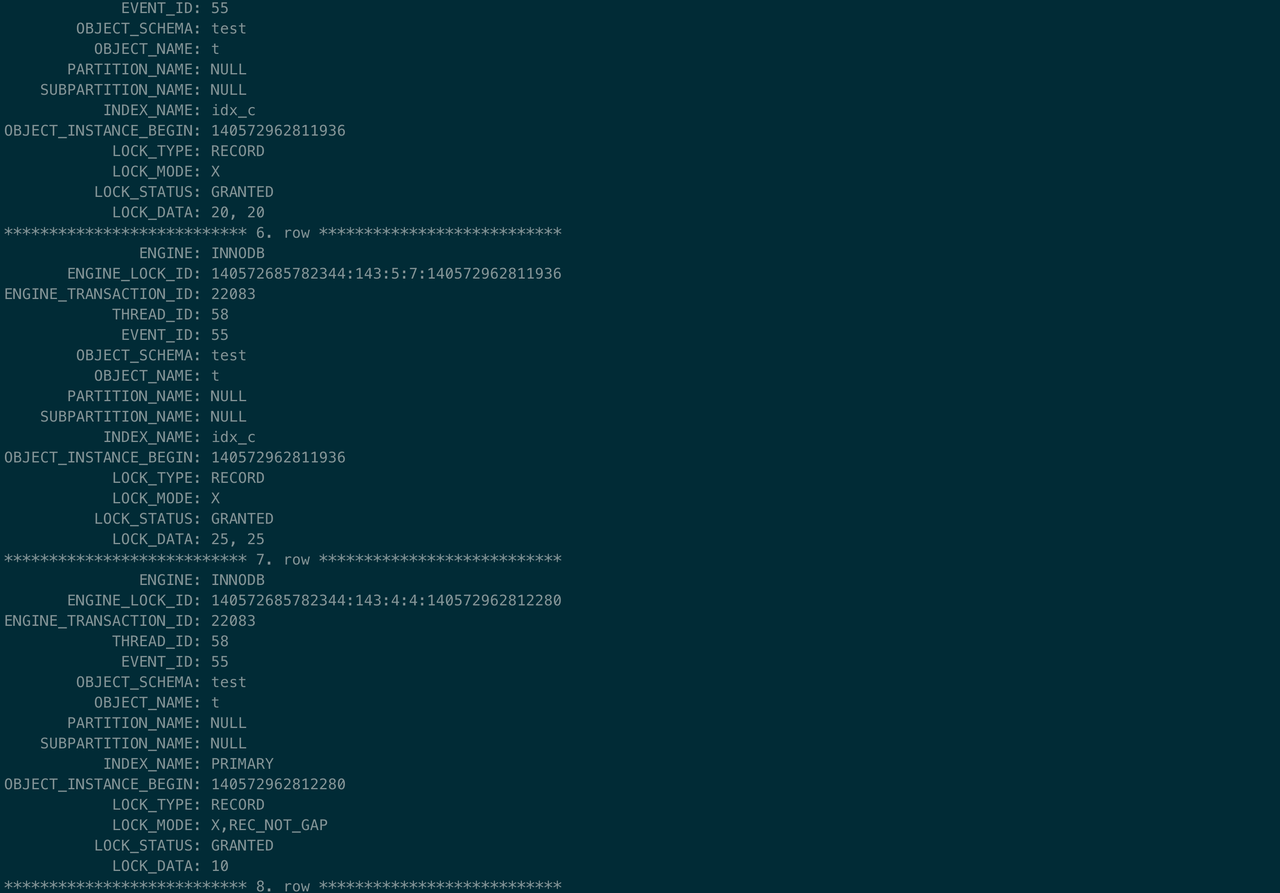 EVENT_ID: 55
OBJECT_SCHEMA: test
OBJECT_NAME: t
PARTITION_NAME: NULL
SUBPARTITION_NAME: NULL
INDEX_NAME: idx_c
OBJECT_INSTANCE_BEGIN: 140572962811936
LOCK_TYPE: RECORD
LOCK_MODE: X
LOCK_STATUS: GRANTED
LOCK_DATA: 20, 20
*************************** 6. row ***************************
ENGINE: INNODB
ENGINE_LOCK_ID: 140572685782344:143:5:7:140572962811936
ENGINE_TRANSACTION_ID: 22083
THREAD_ID: 58
EVENT_ID: 55
OBJECT_SCHEMA: test
OBJECT_NAME: t
PARTITION_NAME: NULL
SUBPARTITION_NAME: NULL
INDEX_NAME: idx_c
OBJECT_INSTANCE_BEGIN: 140572962811936
LOCK_TYPE: RECORD
LOCK_MODE: X
LOCK_STATUS: GRANTED
LOCK_DATA: 25, 25
*************************** 7. row ***************************
ENGINE: INNODB
ENGINE_LOCK_ID: 140572685782344:143:4:4:140572962812280
ENGINE_TRANSACTION_ID: 22083
THREAD_ID: 58
EVENT_ID: 55
OBJECT_SCHEMA: test
OBJECT_NAME: t
PARTITION_NAME: NULL
SUBPARTITION_NAME: NULL
INDEX_NAME: PRIMARY
OBJECT_INSTANCE_BEGIN: 140572962812280
LOCK_TYPE: RECORD
LOCK_MODE: X,REC_NOT_GAP
LOCK_STATUS: GRANTED
LOCK_DATA: 10
*************************** 8. row ***************************